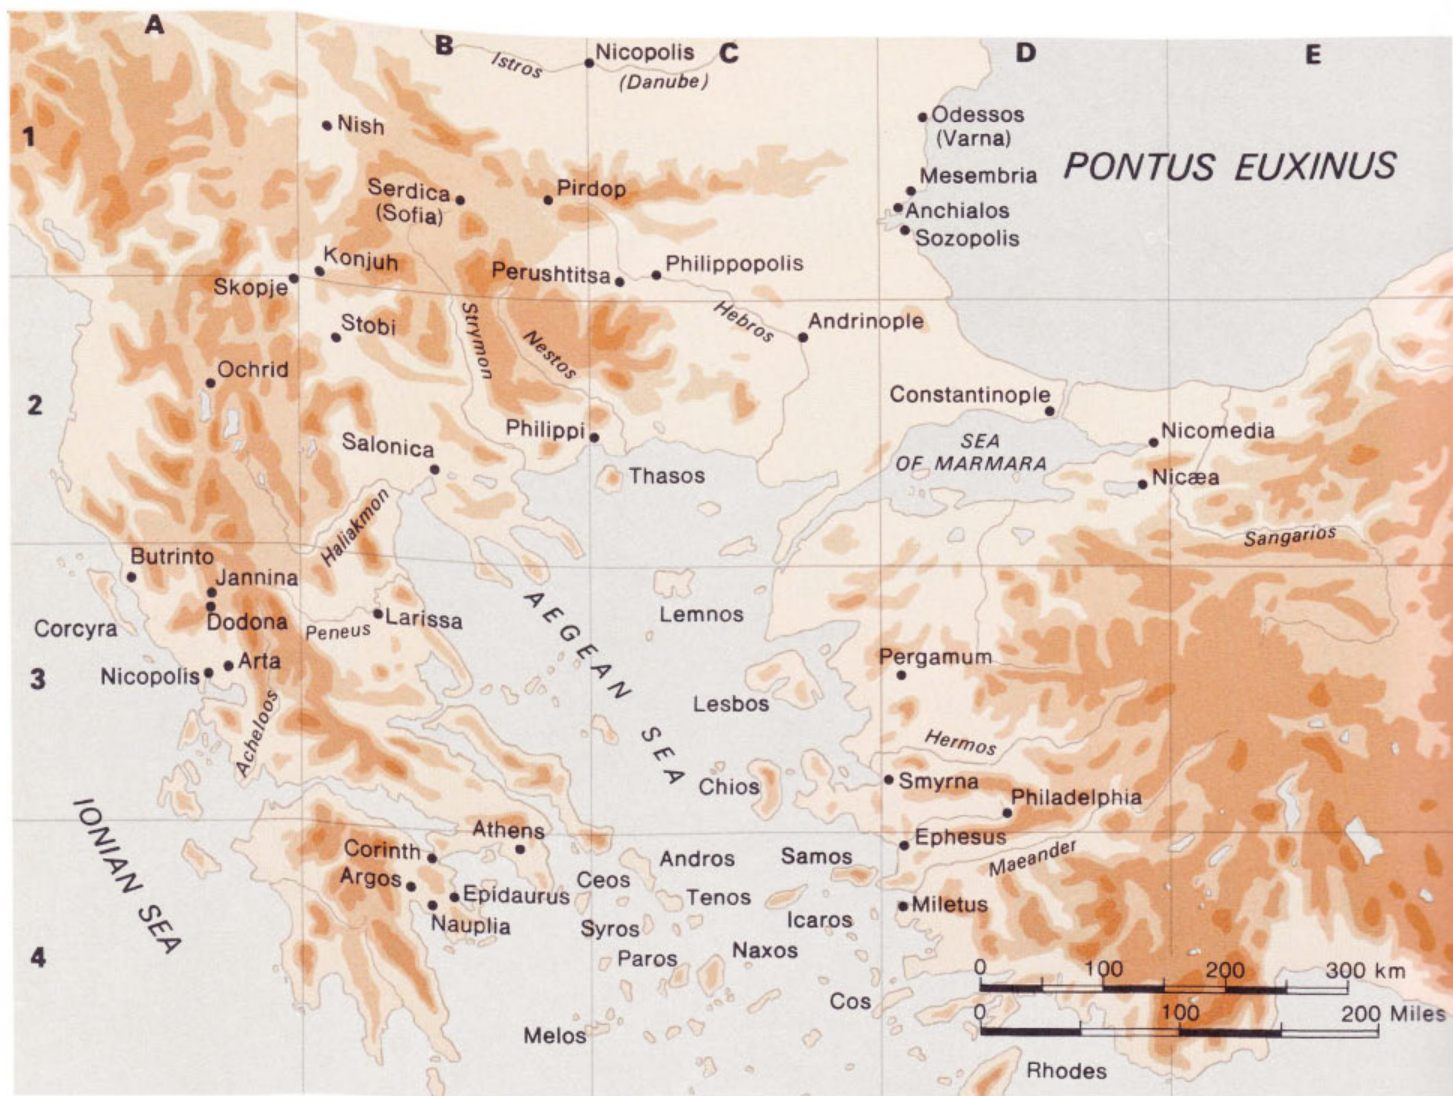 A
B
C
D
E
Istros
Nicopolis
(Danube)
1
Nish
Odessos
(Varna)
PONTUS EUXINUS
Mesembria
Serdica
(Sofia)
Pirdop
Anchialos
Sozopolis
Konjuh
Skopje
Perushtitsa
Philippopolis
Stobi
Strymon
Nestos
Hebros
Andrinople
Ochrid
2
Constantinople
Philippi
Salonica
SEA
OF MARMARA
Nicomedia
Thasos
Nicæa
Haliakmon
Sangarios
Butrinto
Jannina
Dodona
Corcyra
Peneus
Larissa
AEGEAN SEA
Lemnos
3
Nicopolis
Arta
Pergamum
Acheloos
Lesbos
Hermos
Chios
Smyrna
Philadelphia
IONIAN SEA
Athens
Corinth
Andros
Samos
Ephesus
Maeander
Argos
Epidaurus
Ceos
Tenos
Miletus
Nauplia
Syros
Icaros
4
Paros
Naxos
Cos
Melos
0 100 200 300 km
0 100 200 Miles
Rhodes